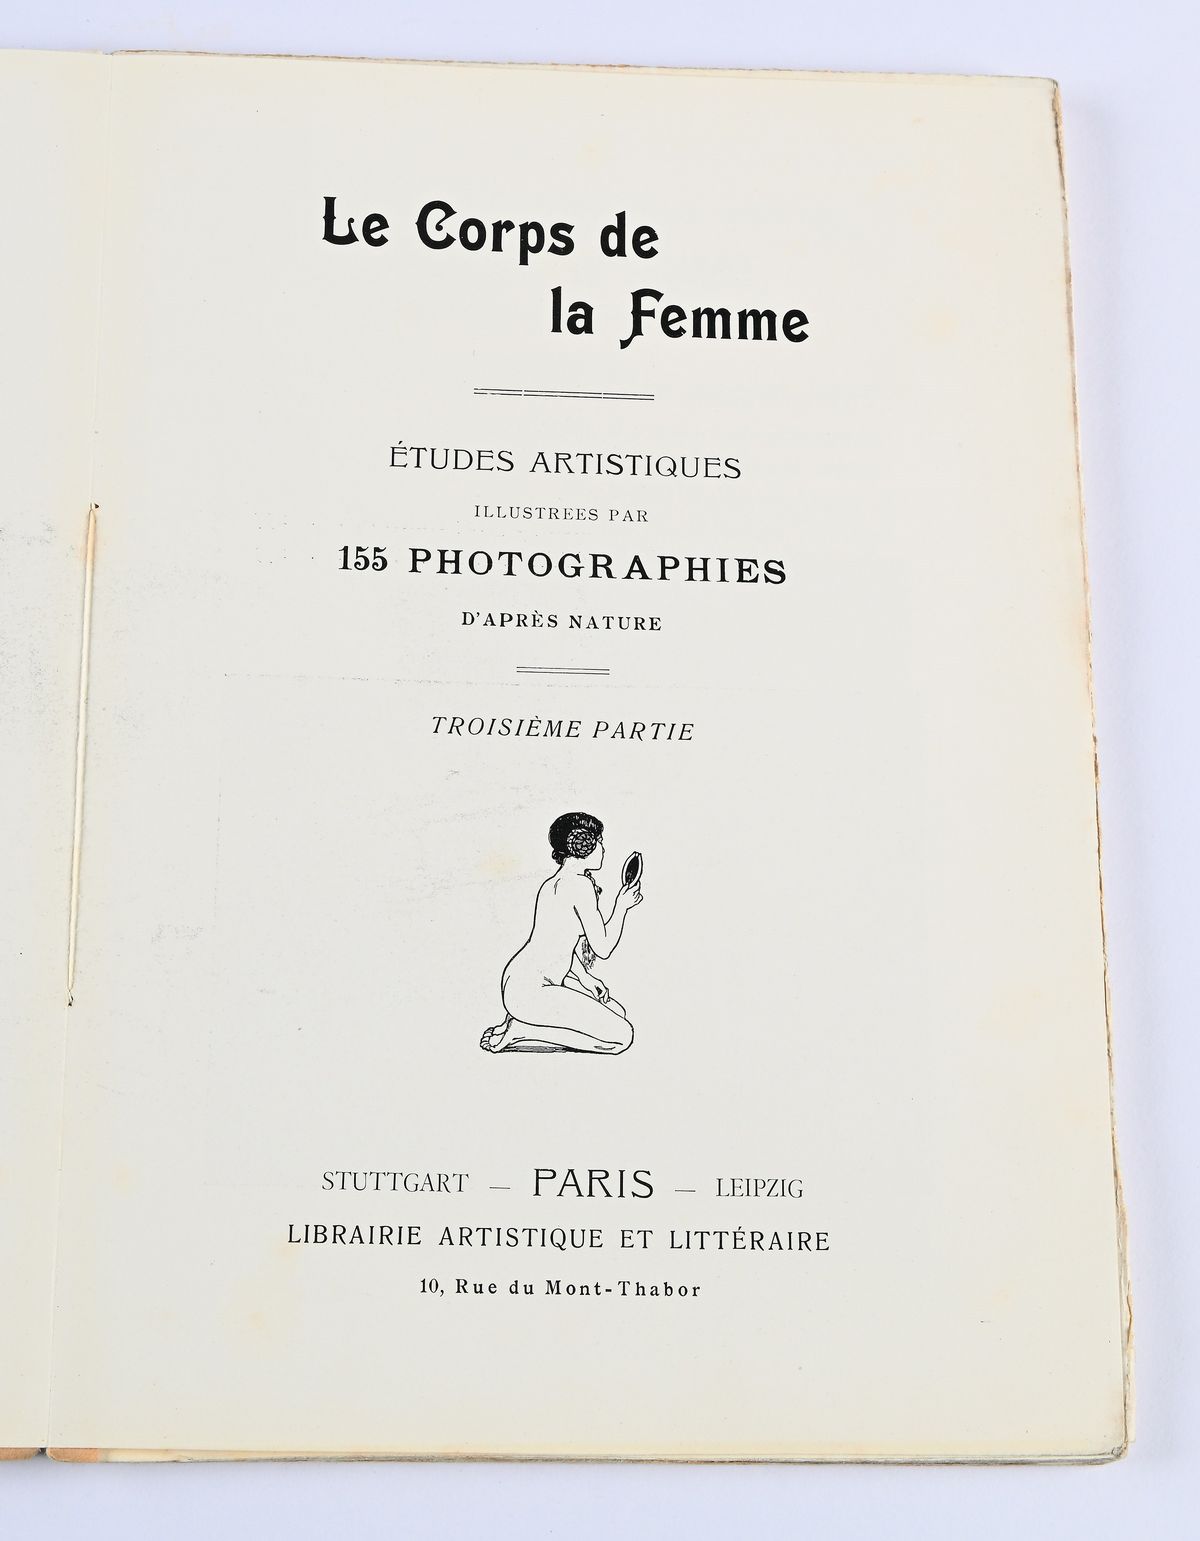 Le Corps de
la Femme
ÉTUDES ARTISTIQUES
ILLUSTREES PAR
155 PHOTOGRAPHIES
D'APRÈS NATURE
TROISIÈME PARTIE
STUTTGART — PARIS — LEIPZIG
LIBRAIRIE ARTISTIQUE ET LITTÉRAIRE
10, Rue du Mont-Thabor